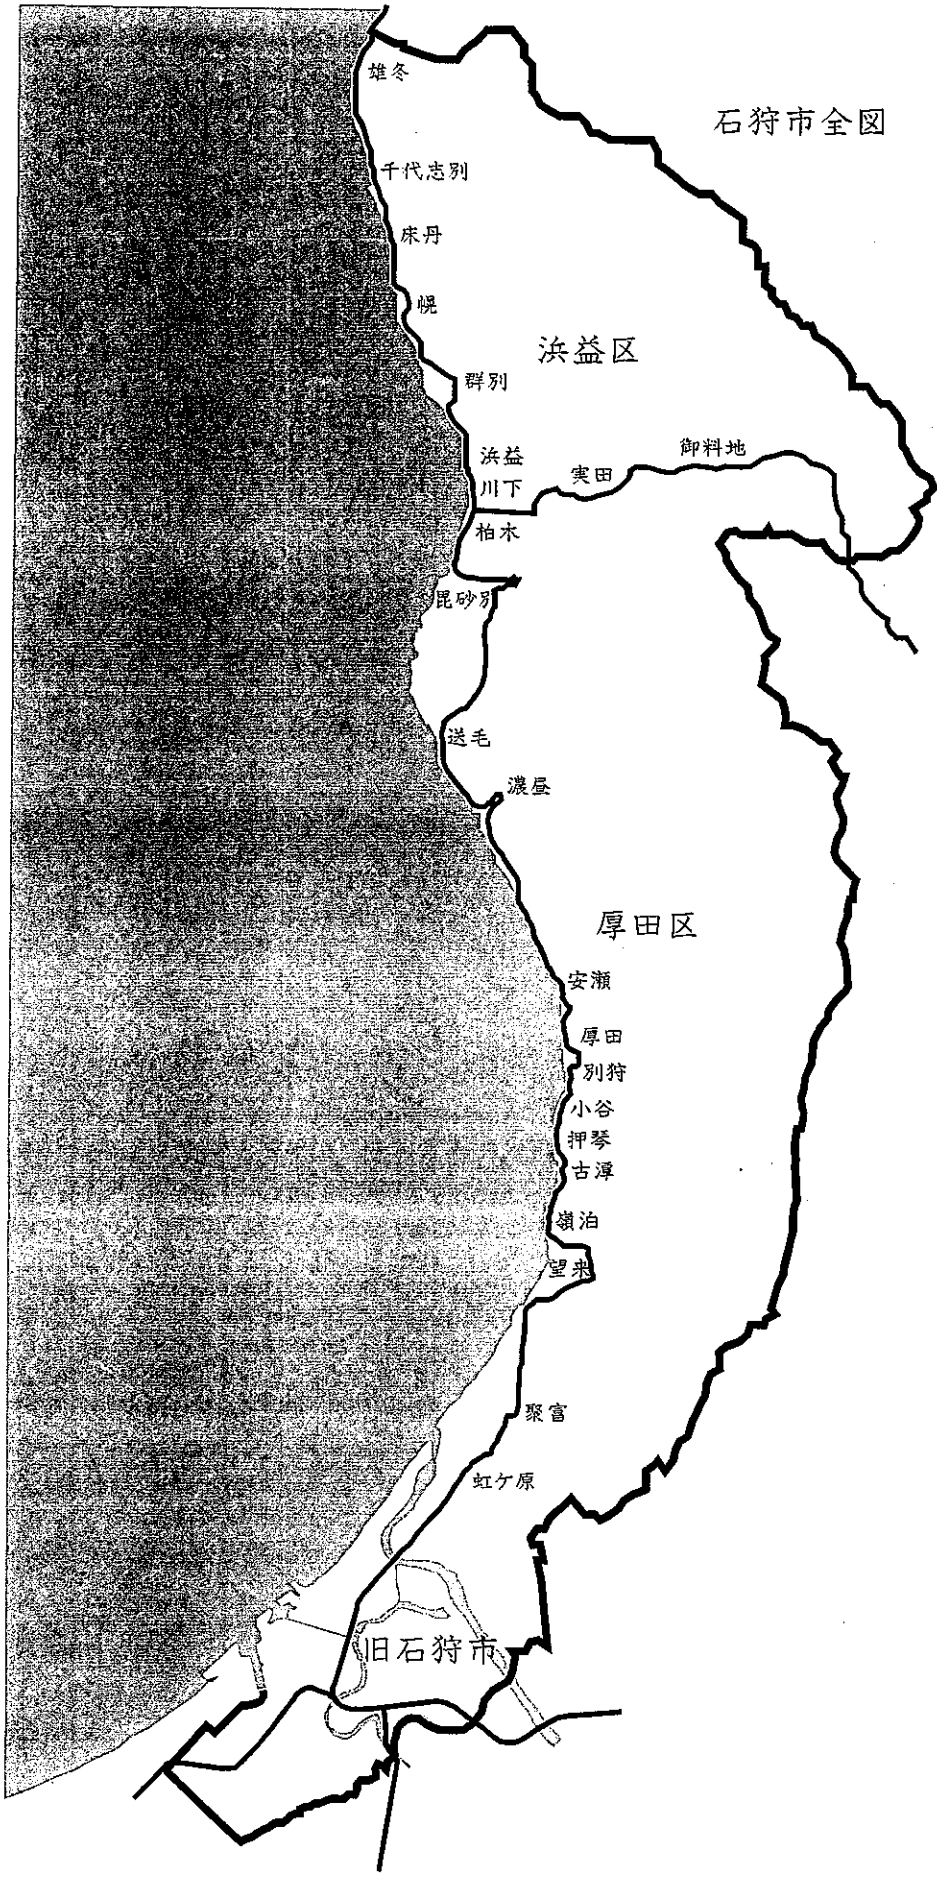 石狩市全図
雄冬
千代志別
床丹
幌
浜益区
群別
浜益
川下
御料地
実田
柏木
毘砂別
送毛
濃昼
厚田区
安瀬
厚田
別狩
小谷
押琴
古潭
嶺泊
望来
聚富
虹ケ原
旧石狩市